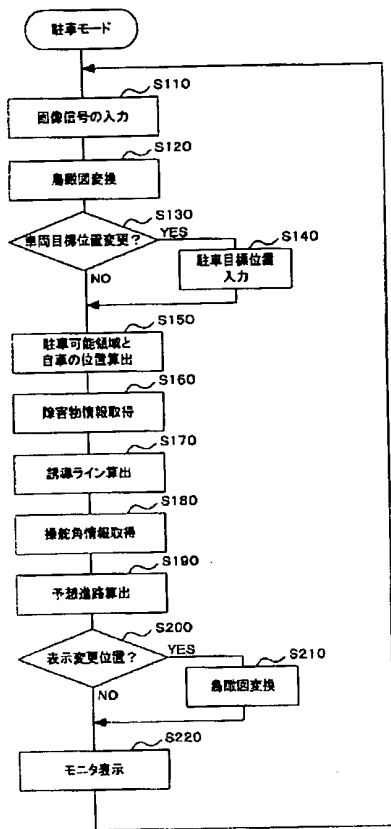 駐車モード
S110
画像信号の入力
S120
鳥瞰図変換
S130
車両目標位置変更?
YES
S140
駐車目標位置
入力
NO
S150
駐車可能領域と
自車の位置算出
S160
障害物情報取得
S170
誘導ライン算出
S180
操舵角情報取得
S190
予想進路算出
S200
表示変更位置?
YES
S210
鳥瞰図変換
NO
S220
モニタ表示